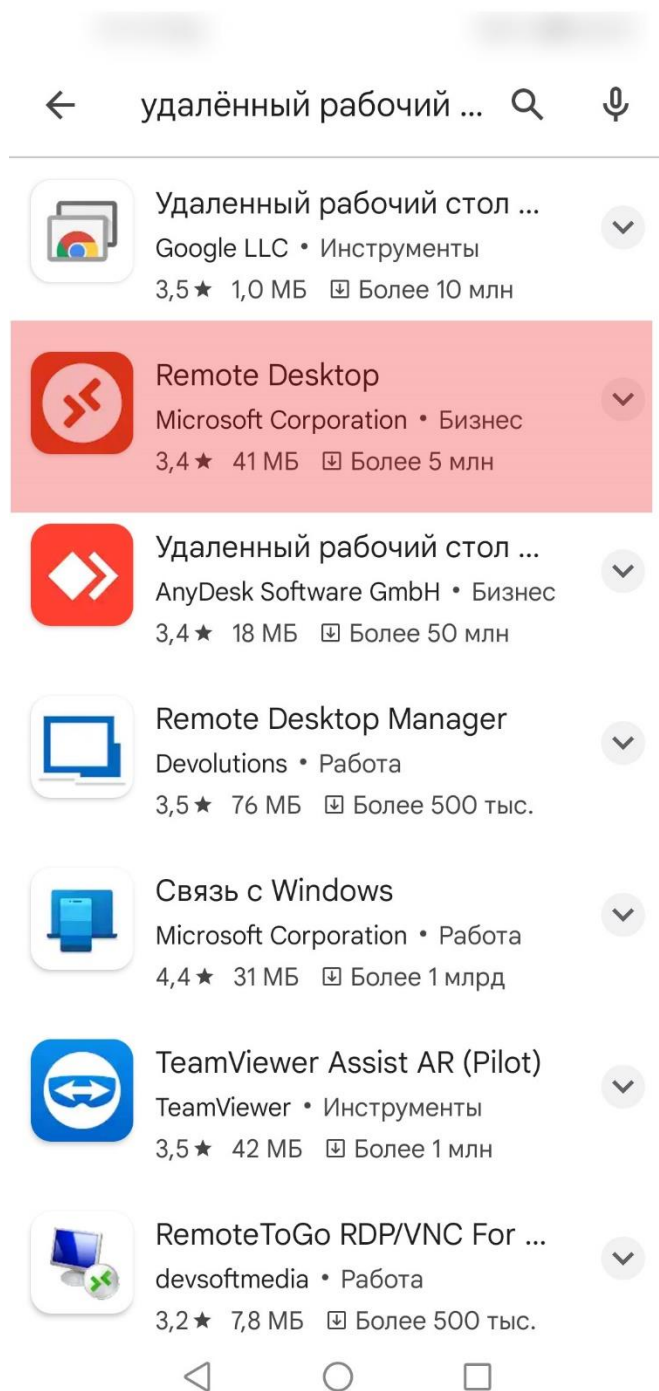 удалённый рабочий ...
Удаленный рабочий стол ...
Google LLC • Инструменты
3,5★ 1,0 МБ Более 10 млн
Remote Desktop
Microsoft Corporation • Бизнес
3,4★ 41 МБ Более 5 млн
Удаленный рабочий стол ...
AnyDesk Software GmbH • Бизнес
3,4★ 18 МБ Более 50 млн
Remote Desktop Manager
Devolutions • Работа
3,5★ 76 МБ Более 500 тыс.
Связь с Windows
Microsoft Corporation • Работа
4,4★ 31 МБ Более 1 млрд
TeamViewer Assist AR (Pilot)
TeamViewer • Инструменты
3,5★ 42 МБ Более 1 млн
RemoteToGo RDP/VNC For ...
devsoftmedia • Работа
3,2★ 7,8 МБ Более 500 тыс.